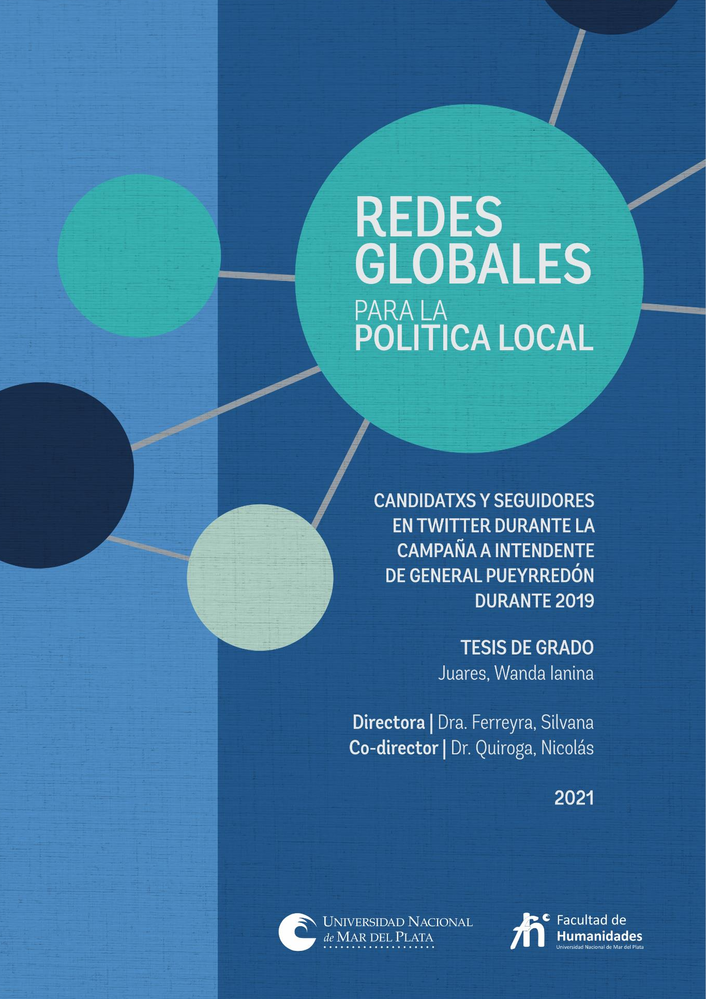 REDES
GLOBALES
PARA LA
POLITICA LOCAL
CANDIDATXS Y SEGUIDORES
EN TWITTER DURANTE LA
CAMPAÑA A INTENDENTE
DE GENERAL PUEYRREDÓN
DURANTE 2019
TESIS DE GRADO
Juares, Wanda Ianina
Directora | Dra. Ferreyra, Silvana
Co-director | Dr. Quiroga, Nicolás
2021
UNIVERSIDAD NACIONAL
de MAR DEL PLATA
Facultad de
Humanidades
Universidad Nacional de Mar del Plata